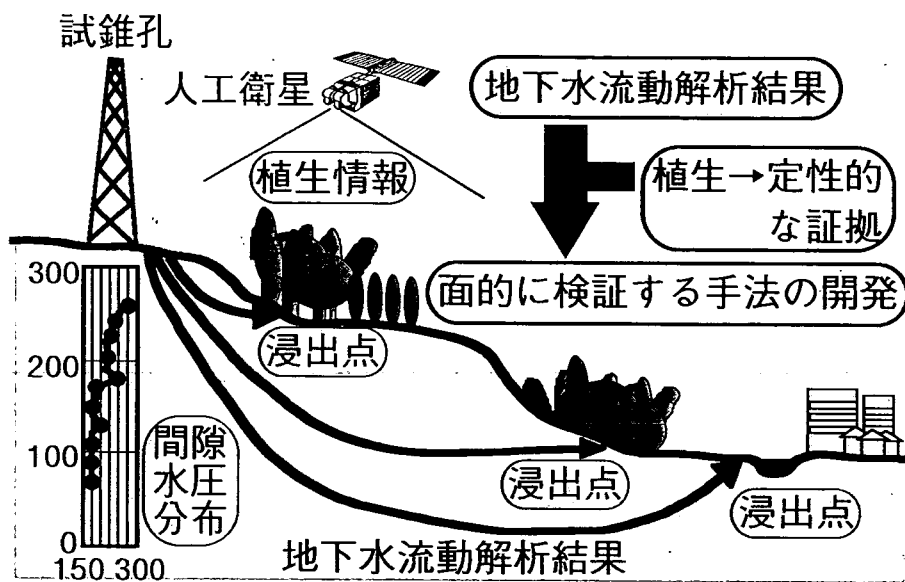 試錐孔
人工衛星
植生情報
地下水流動解析結果
植生→定性的
な証拠
面的に検証する手法の開発
300
200
100
0
150 300
間隙
水圧
分布
浸出点
浸出点
浸出点
地下水流動解析結果